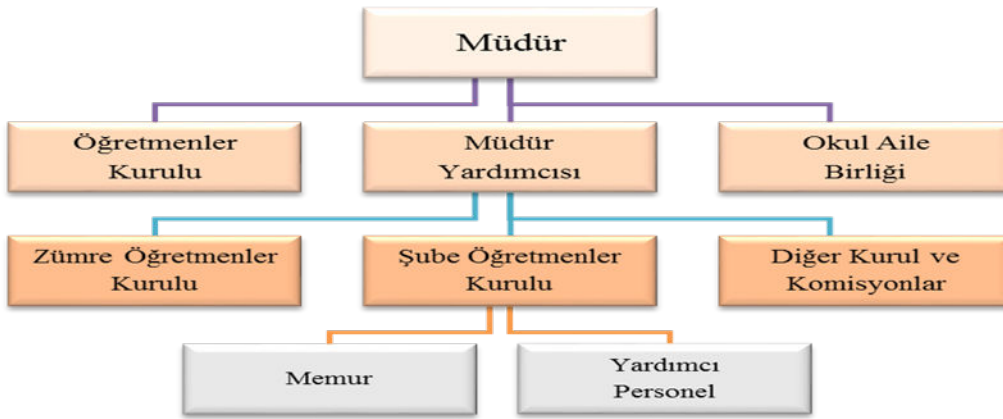 Müdür
Öğretmenler
Kurulu
Müdür
Yardımcısı
Okul Aile
Birliği
Zümre Öğretmenler
Kurulu
Şube Öğretmenler
Kurulu
Diğer Kurul ve
Komisyonlar
Memur
Yardımcı
Personel